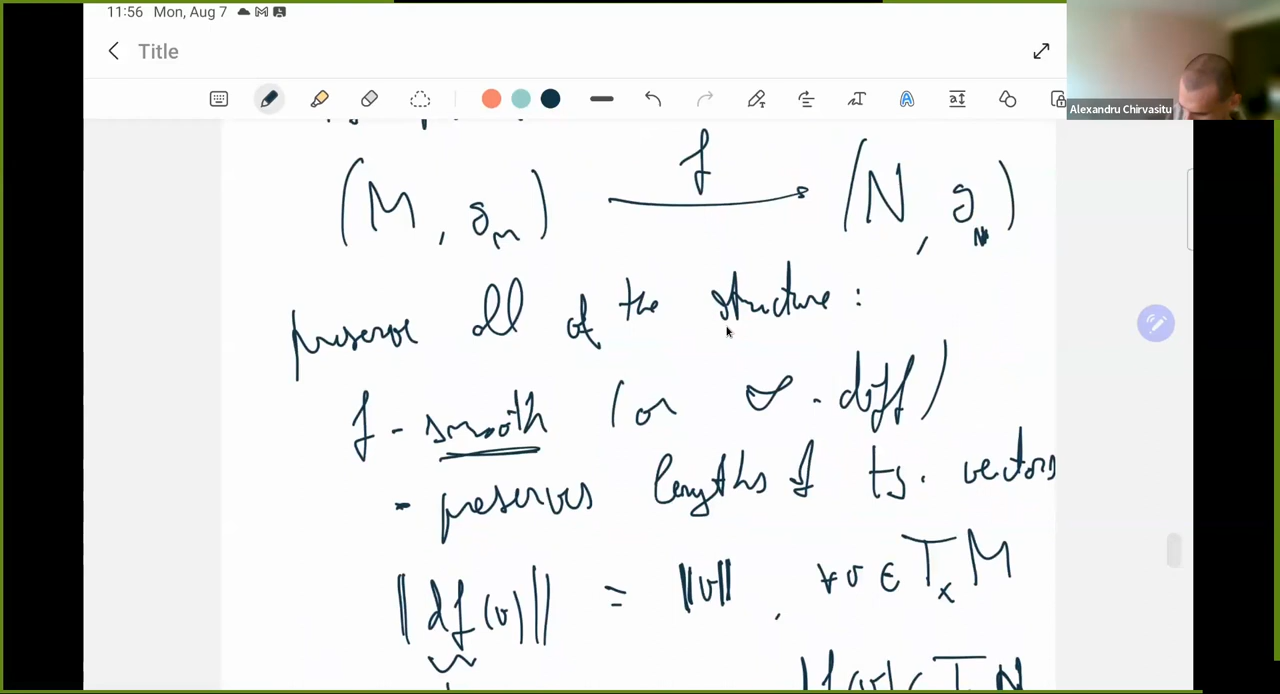 11:56 Mon, Aug 7
Title
Alexandru Chirvasitu
(M, g_M) f→ (N, g_N)
preserve all of the structure:
f - smooth (or ∞-diff)
- preserves lengths of tg. vectors
||df(v)|| = ||v||, ∀v ∈ T_x M